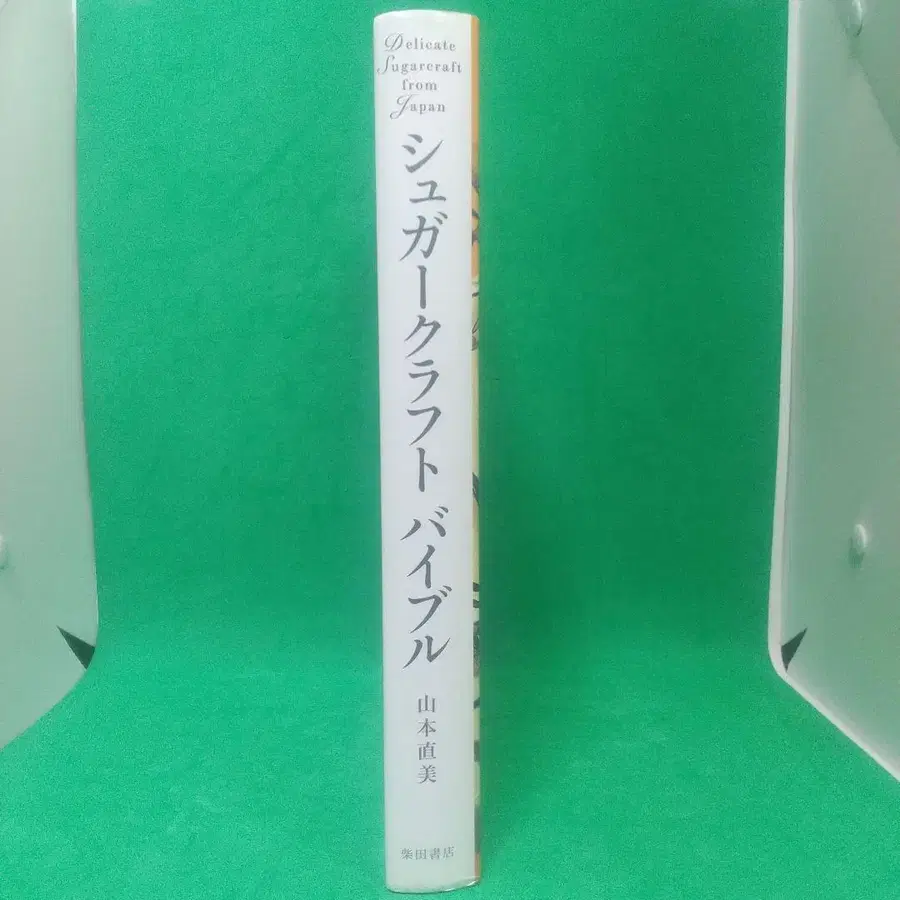 Delicate
Sugarcraft
from
Japan
シュガークラフト バイブル
山本直美
柴田書店